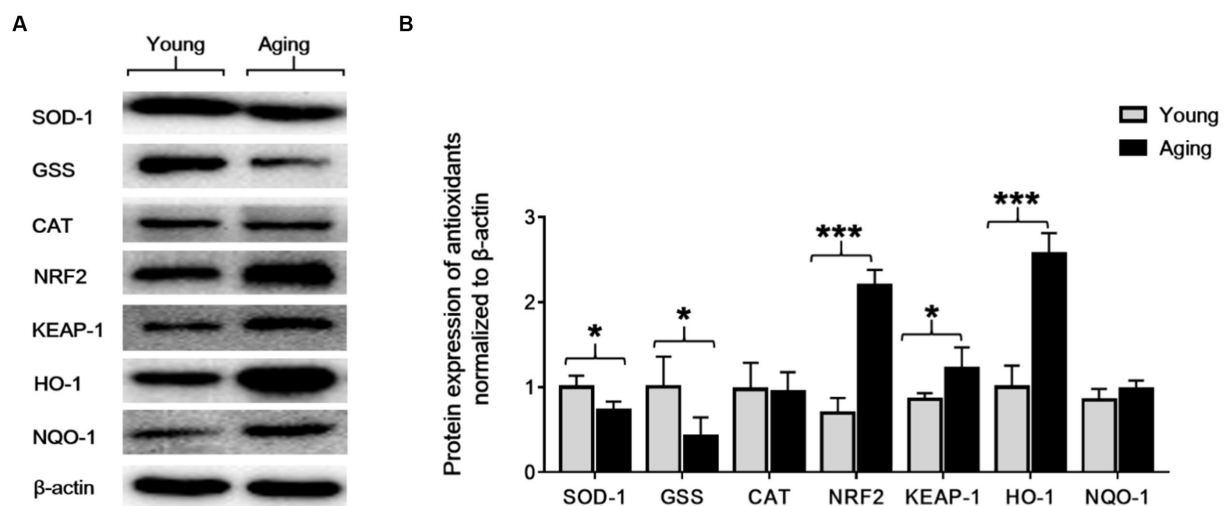 A
Young Aging
SOD-1
GSS
CAT
NRF2
KEAP-1
HO-1
NQO-1
β-actin
B
Young
Aging
Protein expression of antioxidants
normalized to β-actin
3
2
1
0
*
*
***
*
***
SOD-1 GSS CAT NRF2 KEAP-1 HO-1 NQO-1